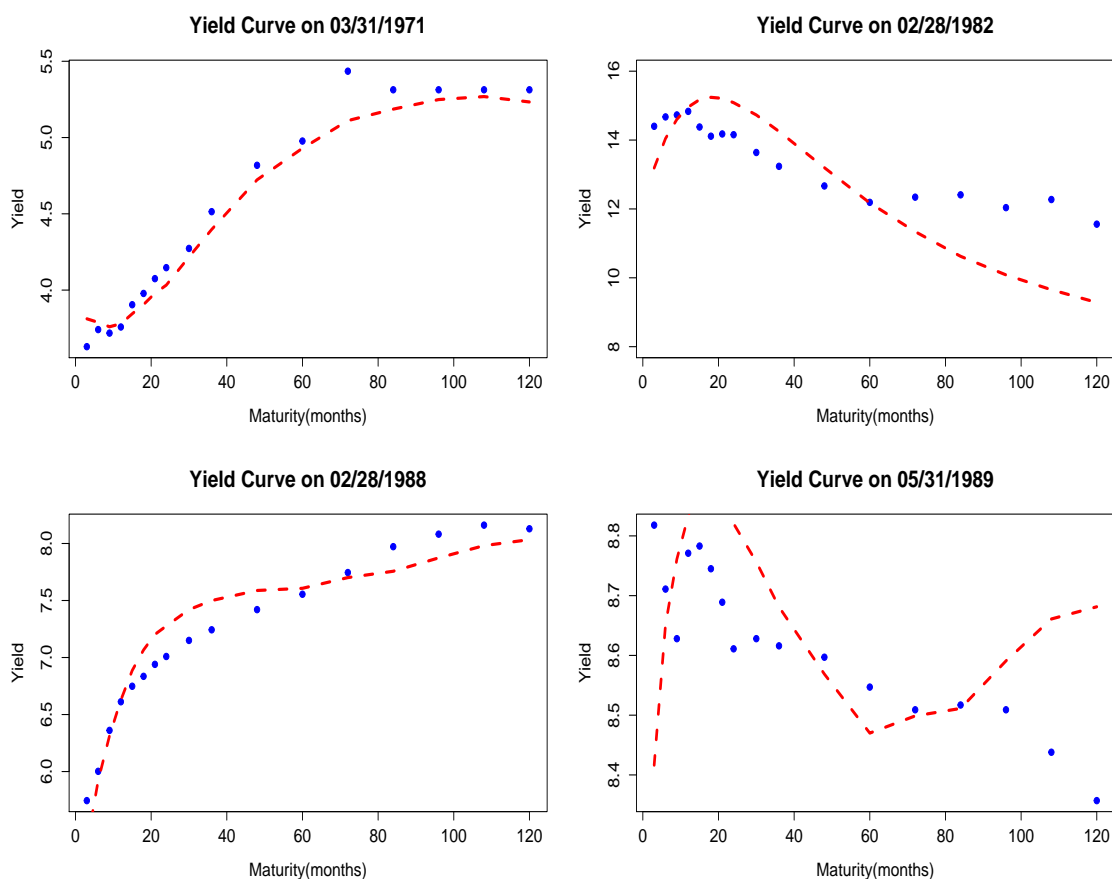 Yield Curve on 03/31/1971
Yield
5.5
5.0
4.5
4.0
0 20 40 60 80 100 120
Maturity(months)
Yield Curve on 02/28/1982
Yield
16
14
12
10
8
0 20 40 60 80 100 120
Maturity(months)
Yield Curve on 02/28/1988
Yield
8.0
7.5
7.0
6.5
6.0
0 20 40 60 80 100 120
Maturity(months)
Yield Curve on 05/31/1989
Yield
8.8
8.7
8.6
8.5
8.4
0 20 40 60 80 100 120
Maturity(months)